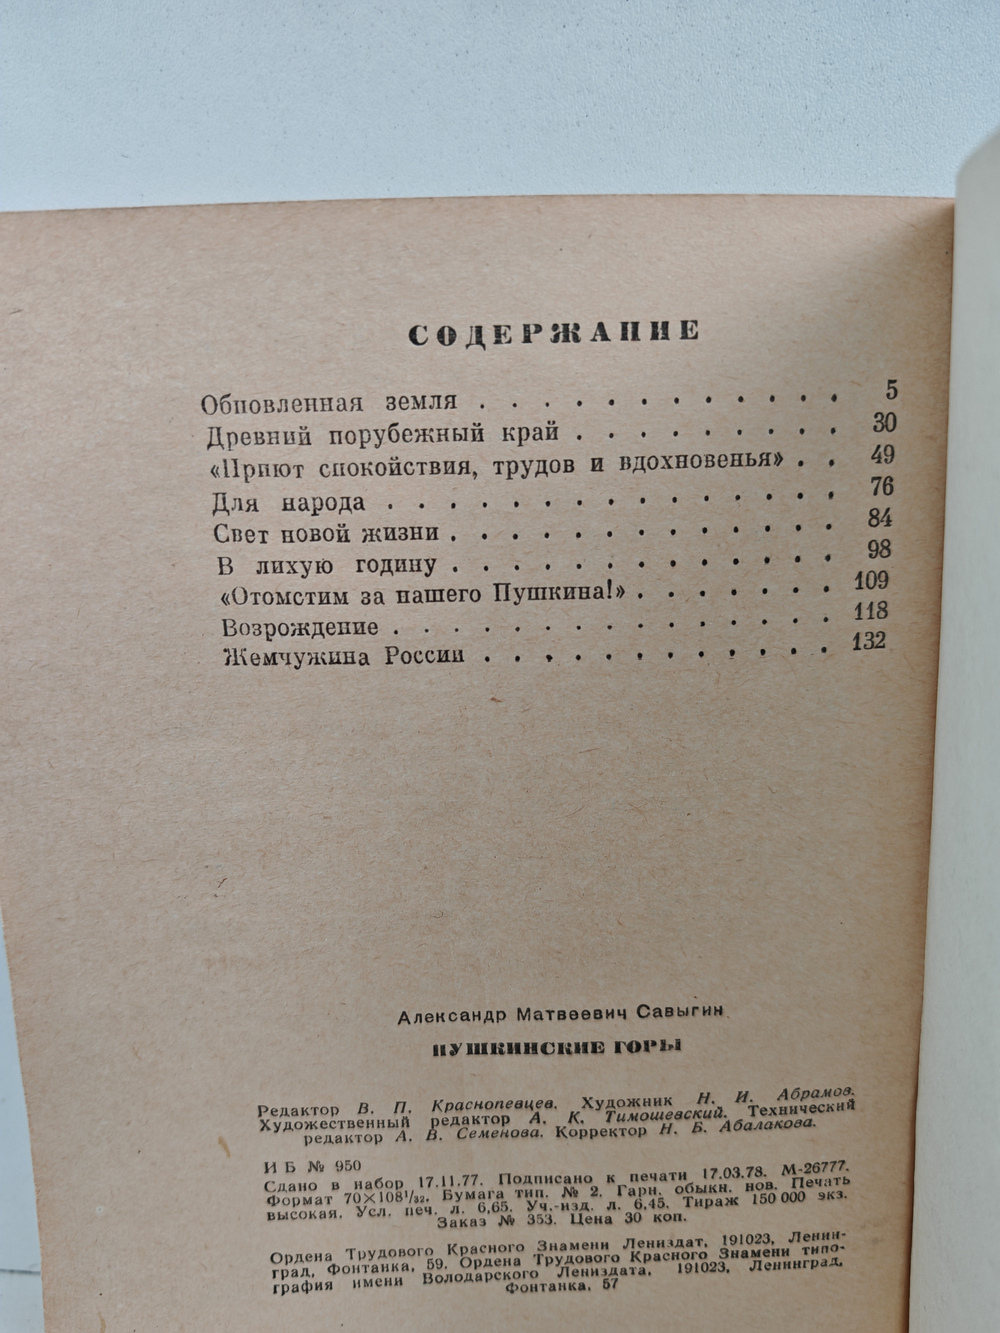 СОДЕРЖАНИЕ
Обновленная земля . . . . . . . . . . . . 5
Древний порубежный край . . . . . . . . . 30
«Приют спокойствия, трудов и вдохновенья» . . 49
Для народа . . . . . . . . . . . . . . . 76
Свет новой жизни . . . . . . . . . . . . . 84
В лихую годину . . . . . . . . . . . . . 98
«Отомстим за нашего Пушкина!» . . . . . . . 109
Возрождение . . . . . . . . . . . . . . . 118
Жемчужина России . . . . . . . . . . . . 132
Александр Матвеевич Савыгин
ПУШКИНСКИЕ ГОРЫ
Редактор В. П. Краснопевцев. Художник Н. И. Абрамов.
Художественный редактор А. К. Тимошевский. Технический
редактор А. В. Семенова. Корректор Н. Б. Абалакова.
И Б № 950
Сдано в набор 17.11.77. Подписано к печати 17.03.78. М-26777.
Формат 70×108¹/₃₂. Бумага тип. № 2. Гарн. обыкн. нов. Печать
высокая. Усл. печ. л. 6,65. Уч.-изд. л. 6,45. Тираж 150 000 экз.
Заказ № 353. Цена 30 коп.
Ордена Трудового Красного Знамени Лениздат, 191023, Ленин-
град, Фонтанка, 59. Ордена Трудового Красного Знамени типо-
графия имени Володарского Лениздата, 191023, Ленинград,
Фонтанка, 57